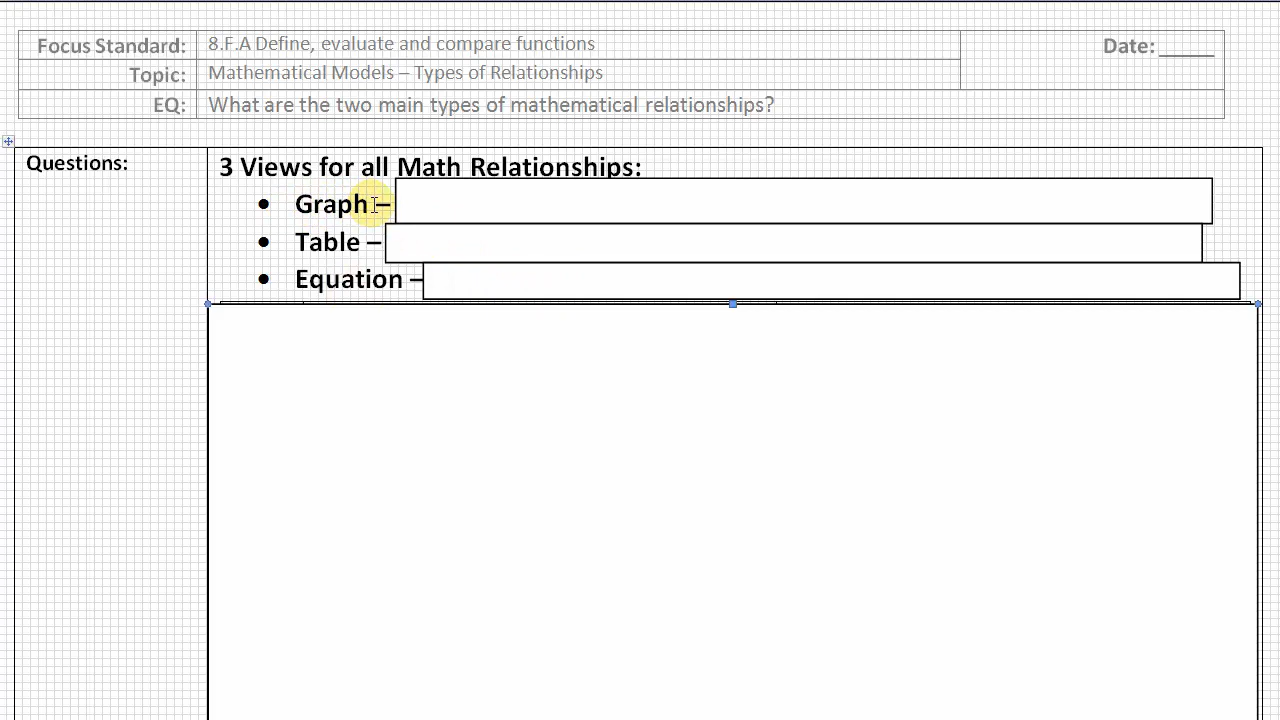 Focus Standard: 8.F.A Define, evaluate and compare functions Date: _____
Topic: Mathematical Models – Types of Relationships
EQ: What are the two main types of mathematical relationships?
Questions: 3 Views for all Math Relationships:
• Graph –
• Table –
• Equation –